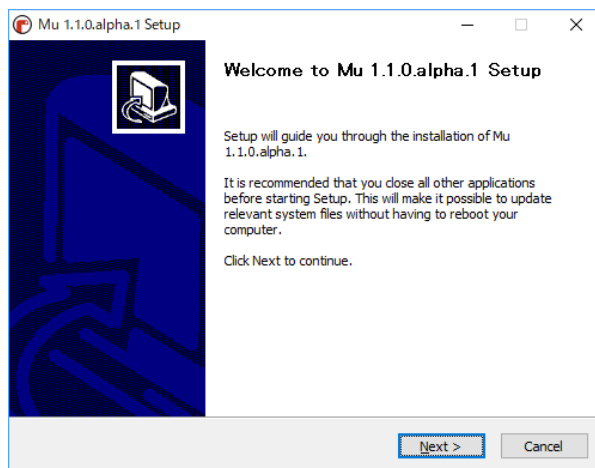 Mu 1.1.0.alpha.1 Setup
Welcome to Mu 1.1.0.alpha.1 Setup
Setup will guide you through the installation of Mu
1.1.0.alpha.1.
It is recommended that you close all other applications
before starting Setup. This will make it possible to update
relevant system files without having to reboot your
computer.
Click Next to continue.
Next >
Cancel